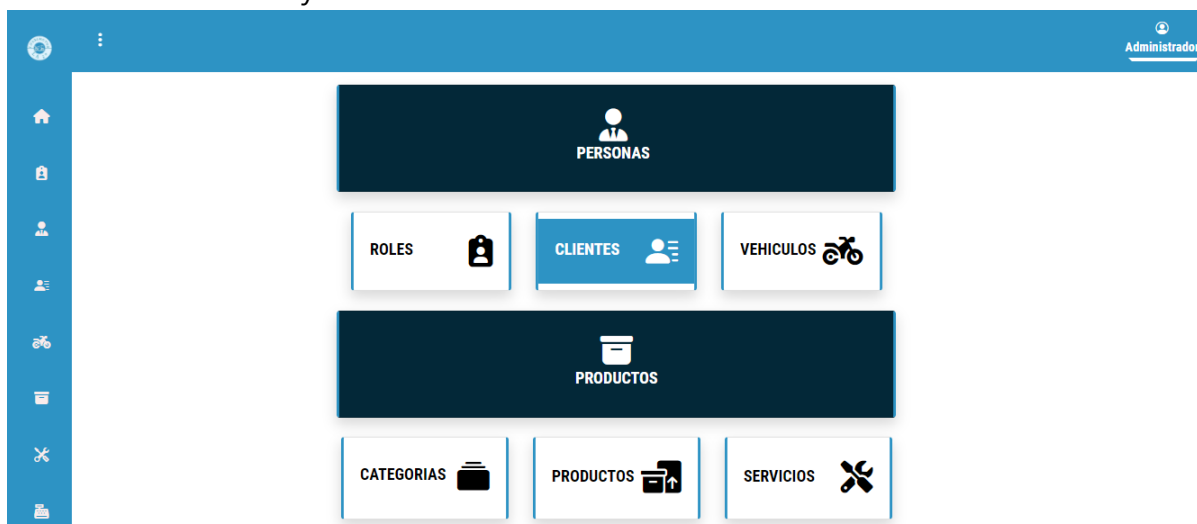 Administrador
PERSONAS
ROLES
CLIENTES
VEHICULOS
PRODUCTOS
CATEGORIAS
PRODUCTOS
SERVICIOS